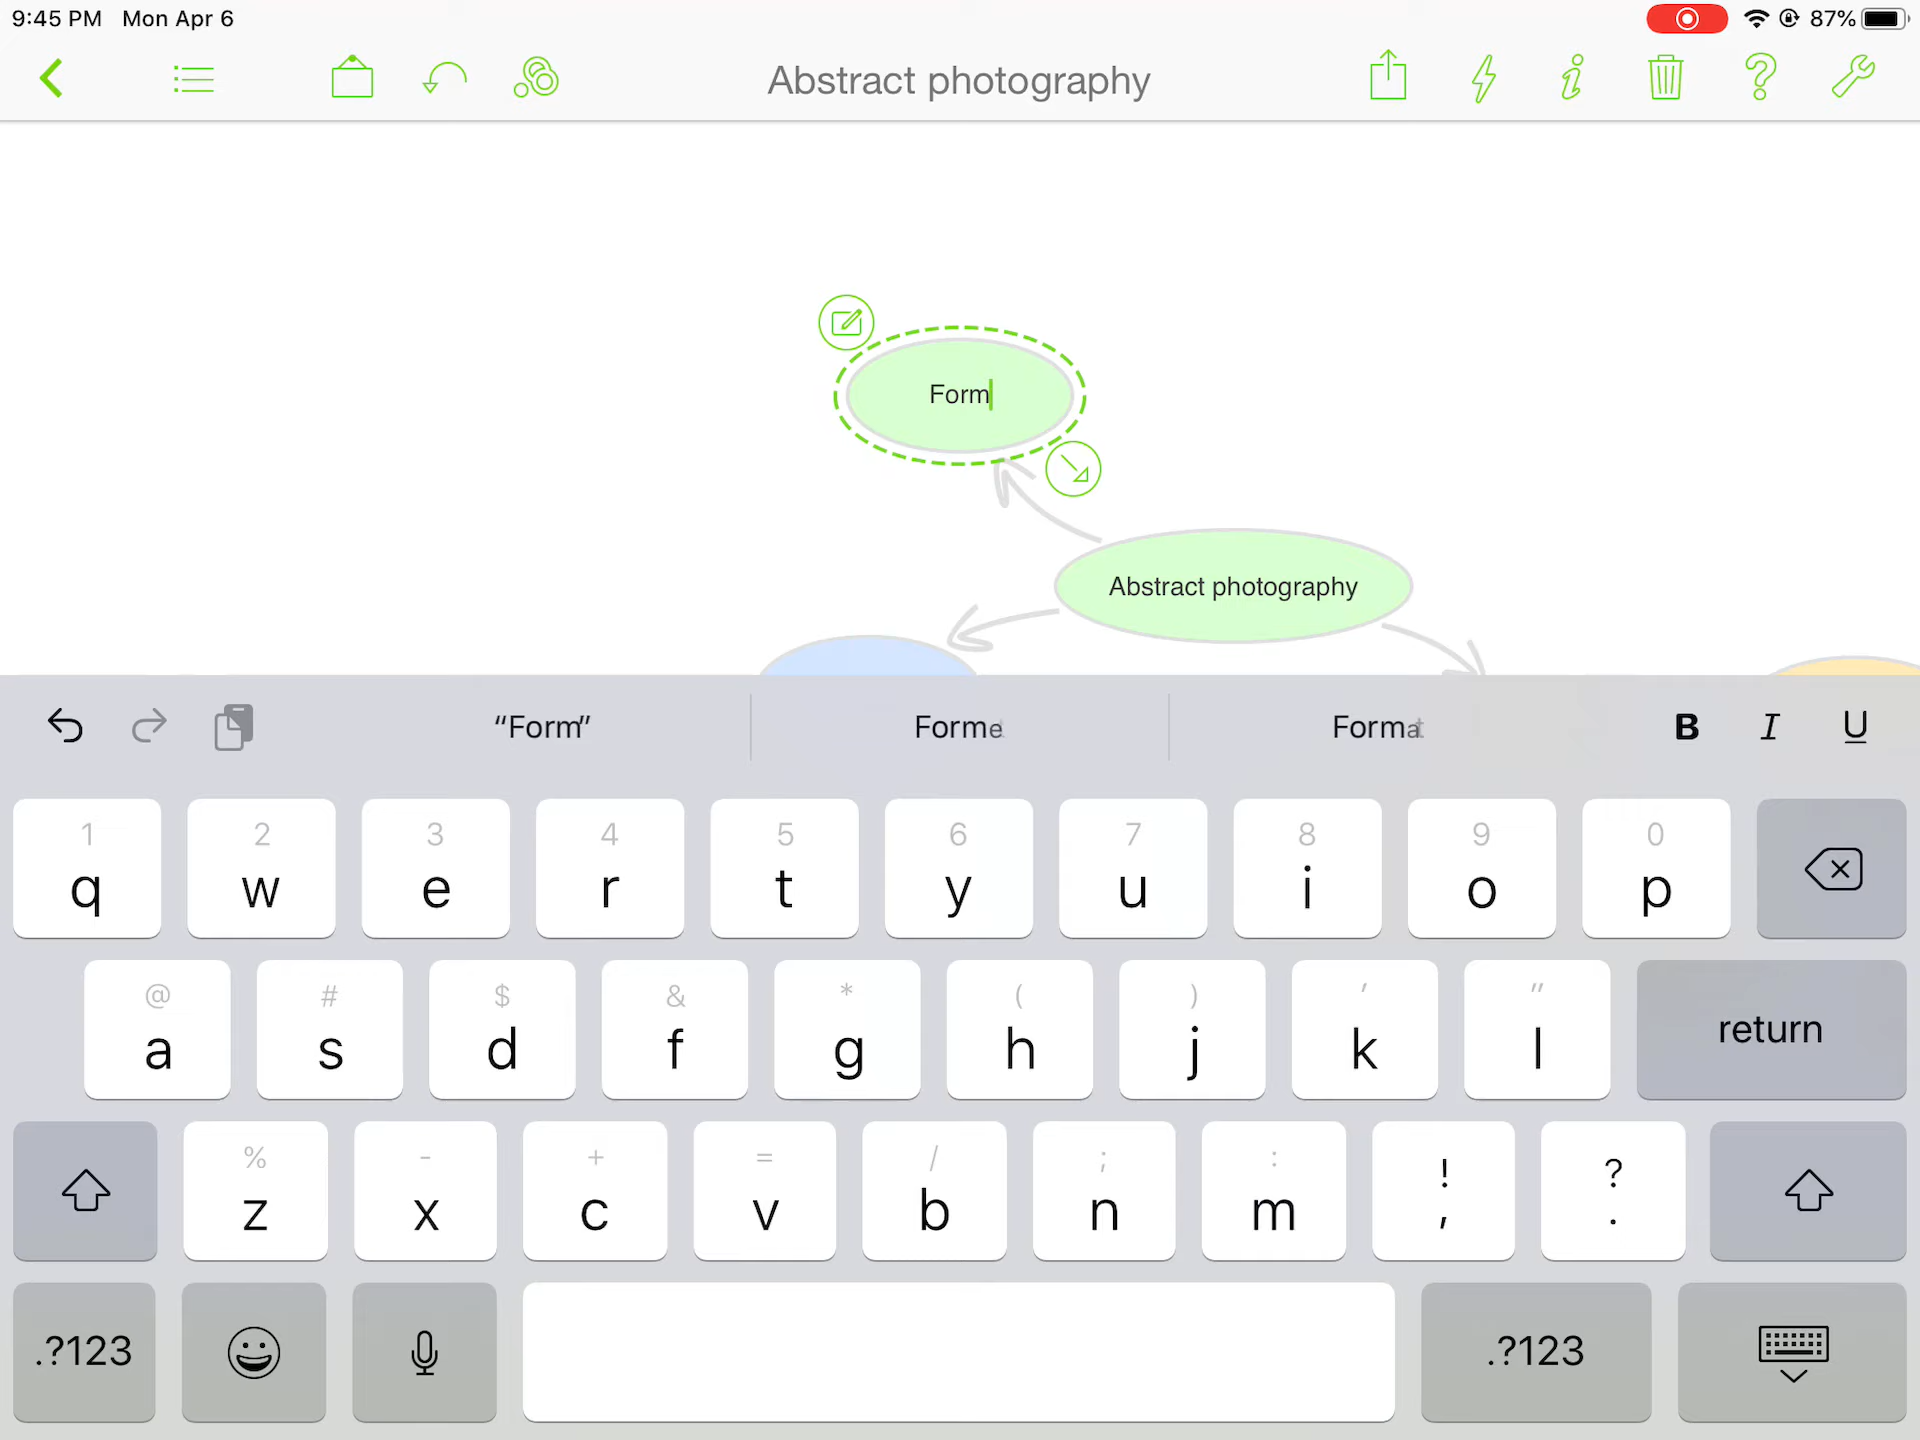 9:45 PM Mon Apr 6 87%
Abstract photography
Form
Abstract photography
“Form” Forme Format B I U
1 2 3 4 5 6 7 8 9 0
q w e r t y u i o p
@ # $ & * ( ) ' "
a s d f g h j k l return
% - + = / ; : ! ?
z x c v b n m , .
.?123 .?123